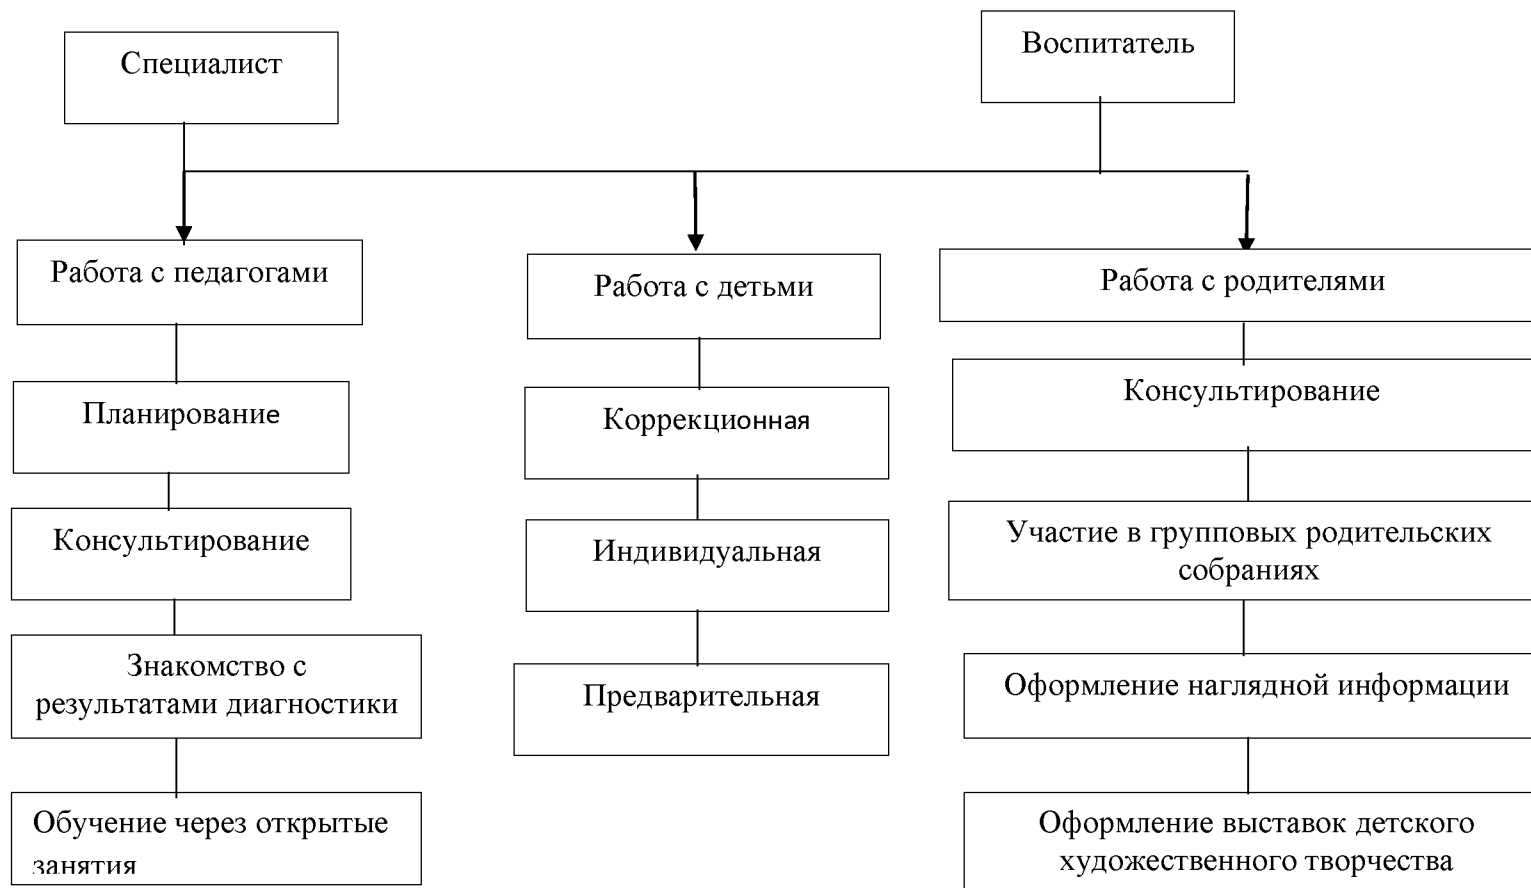 Специалист
Воспитатель
Работа с педагогами
Работа с детьми
Работа с родителями
Планирование
Коррекционная
Консультирование
Консультирование
Индивидуальная
Участие в групповых родительских
собраниях
Знакомство с
результатами диагностики
Предварительная
Оформление наглядной информации
Обучение через открытые
занятия
Оформление выставок детского
художественного творчества